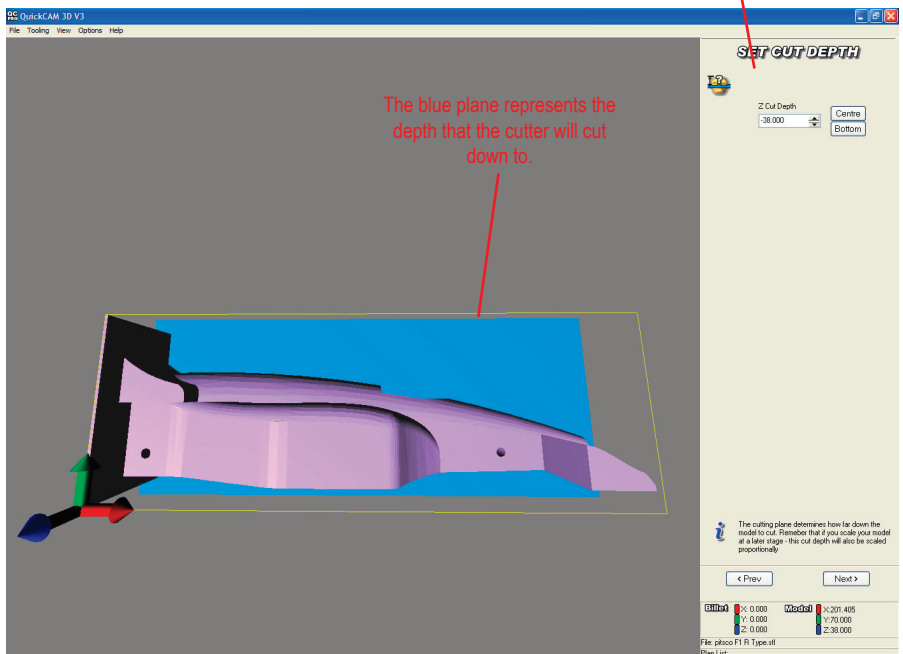 QuickCAM 3D V3
File Tooling View Options Help
The blue plane represents the
depth that the cutter will cut
down to.
SET CUT DEPTH
Z Cut Depth
-38.000
Centre
Bottom
The cutting plane determines how far down the
model to cut. Remeber that if you scale your model
at a later stage - this cut depth will also be scaled
proportionally
< Prev
Next >
Billet
X: 0.000
Y: 0.000
Z: 0.000
Model
X:201.405
Y:70.000
Z:38.000
File: pitsco F1 R Type.stl
Plan List: